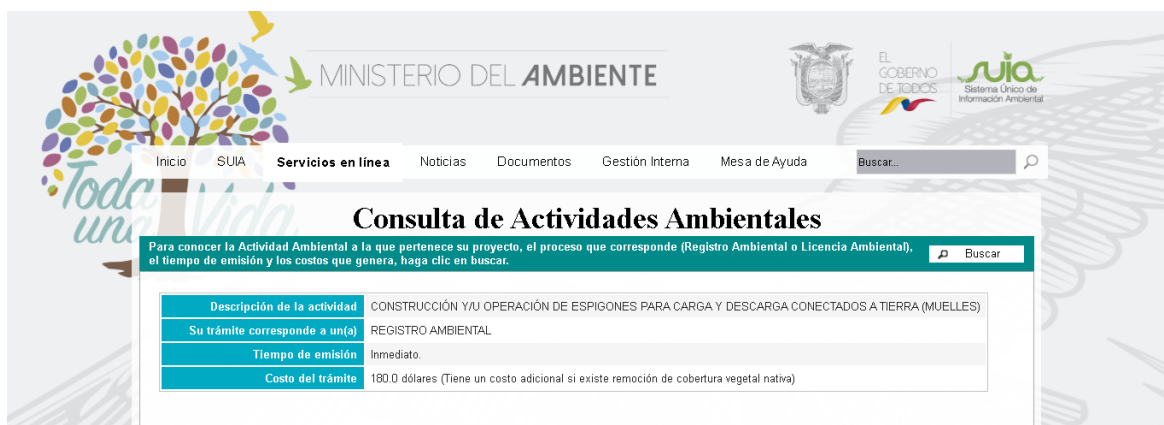 MINISTERIO DEL AMBIENTE
EL
GOBIERNO
DE TODOS
suia
Sistema Único de
Información Ambiental
Toda
una Vida
Inicio SUIA Servicios en línea Noticias Documentos Gestión Interna Mesa de Ayuda Buscar...
Consulta de Actividades Ambientales
Para conocer la Actividad Ambiental a la que pertenece su proyecto, el proceso que corresponde (Registro Ambiental o Licencia Ambiental),
el tiempo de emisión y los costos que genera, haga clic en buscar.
Buscar
Descripción de la actividad CONSTRUCCIÓN Y/U OPERACIÓN DE ESPIGONES PARA CARGA Y DESCARGA CONECTADOS A TIERRA (MUELLES)
Su trámite corresponde a un(a) REGISTRO AMBIENTAL
Tiempo de emisión Inmediato.
Costo del trámite 180.0 dólares (Tiene un costo adicional si existe remoción de cobertura vegetal nativa)